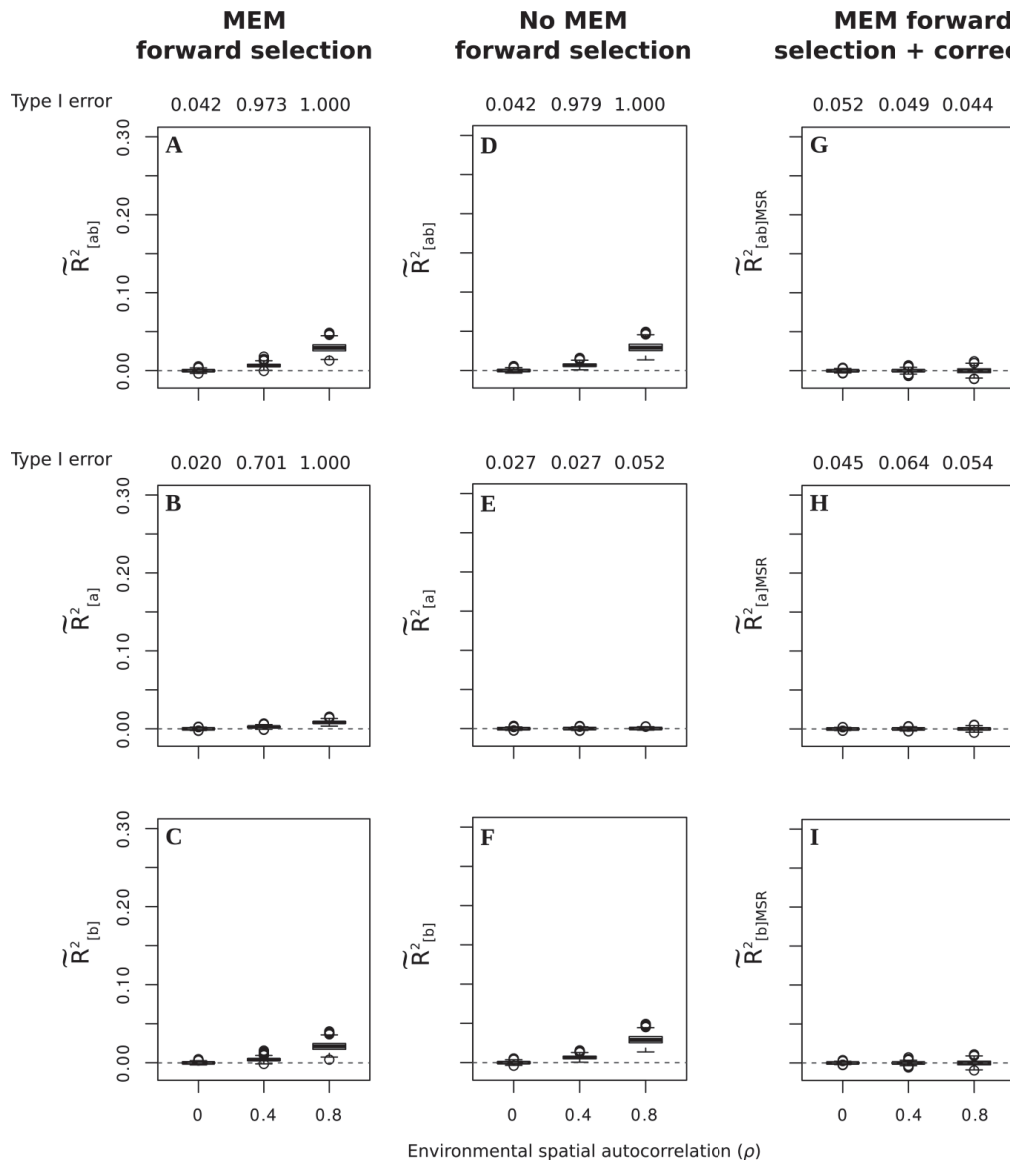 MEM
forward selection
No MEM
forward selection
MEM forward
selection + correc
Type I error 0.042 0.973 1.000 0.042 0.979 1.000 0.052 0.049 0.044
A D G
0.30
0.20
0.10
0.00
R̃²[ab]
R̃²[ab]
R̃²[ab]MSR
Type I error 0.020 0.701 1.000 0.027 0.027 0.052 0.045 0.064 0.054
B E H
0.30
0.20
0.10
0.00
R̃²[a]
R̃²[a]
R̃²[a]MSR
C F I
0.30
0.20
0.10
0.00
R̃²[b]
R̃²[b]
R̃²[b]MSR
0 0.4 0.8 0 0.4 0.8 0 0.4 0.8
Environmental spatial autocorrelation (ρ)